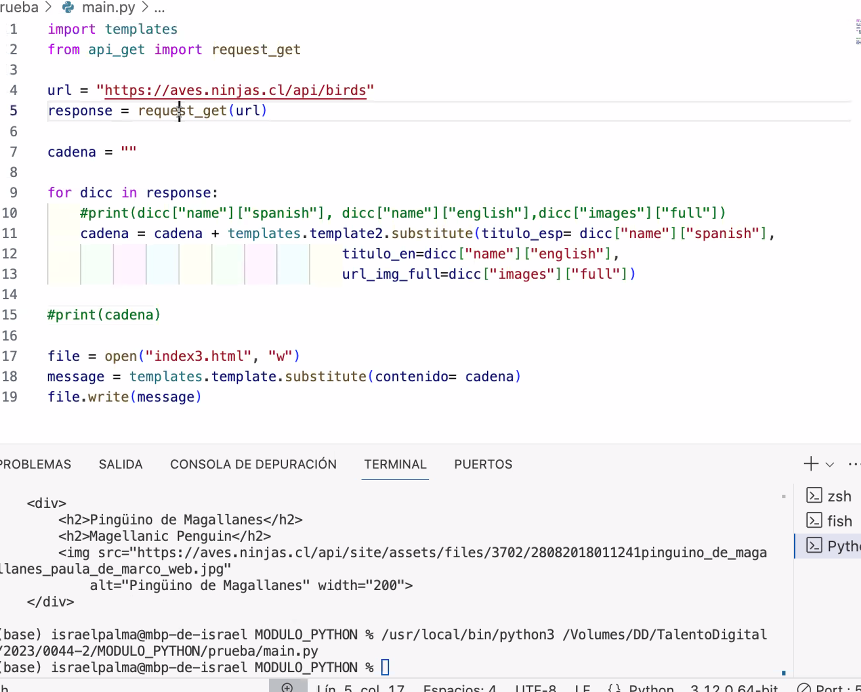 rueba > main.py > ...
1 import templates
2 from api_get import request_get
3
4 url = "https://aves.ninjas.cl/api/birds"
5 response = request_get(url)
6
7 cadena = ""
8
9 for dicc in response:
10 #print(dicc["name"]["spanish"], dicc["name"]["english"],dicc["images"]["full"])
11 cadena = cadena + templates.template2.substitute(titulo_esp= dicc["name"]["spanish"],
12 titulo_en=dicc["name"]["english"],
13 url_img_full=dicc["images"]["full"])
14
15 #print(cadena)
16
17 file = open("index3.html", "w")
18 message = templates.template.substitute(contenido= cadena)
19 file.write(message)
PROBLEMAS SALIDA CONSOLA DE DEPURACIÓN TERMINAL PUERTOS
zsh
fish
Pytho
<div>
<h2>Pingüino de Magallanes</h2>
<h2>Magellanic Penguin</h2>
<img src="https://aves.ninjas.cl/api/site/assets/files/3702/28082018011241pinguino_de_maga
llanes_paula_de_marco_web.jpg"
alt="Pingüino de Magallanes" width="200">
</div>
(base) israelpalma@mbp-de-israel MODULO_PYTHON % /usr/local/bin/python3 /Volumes/DD/TalentoDigital
/2023/0044-2/MODULO_PYTHON/prueba/main.py
(base) israelpalma@mbp-de-israel MODULO_PYTHON %
Lín. 5, col. 17 Espacios: 4 UTF-8 LF {} Python 3.12.0 64-bit Port : 5